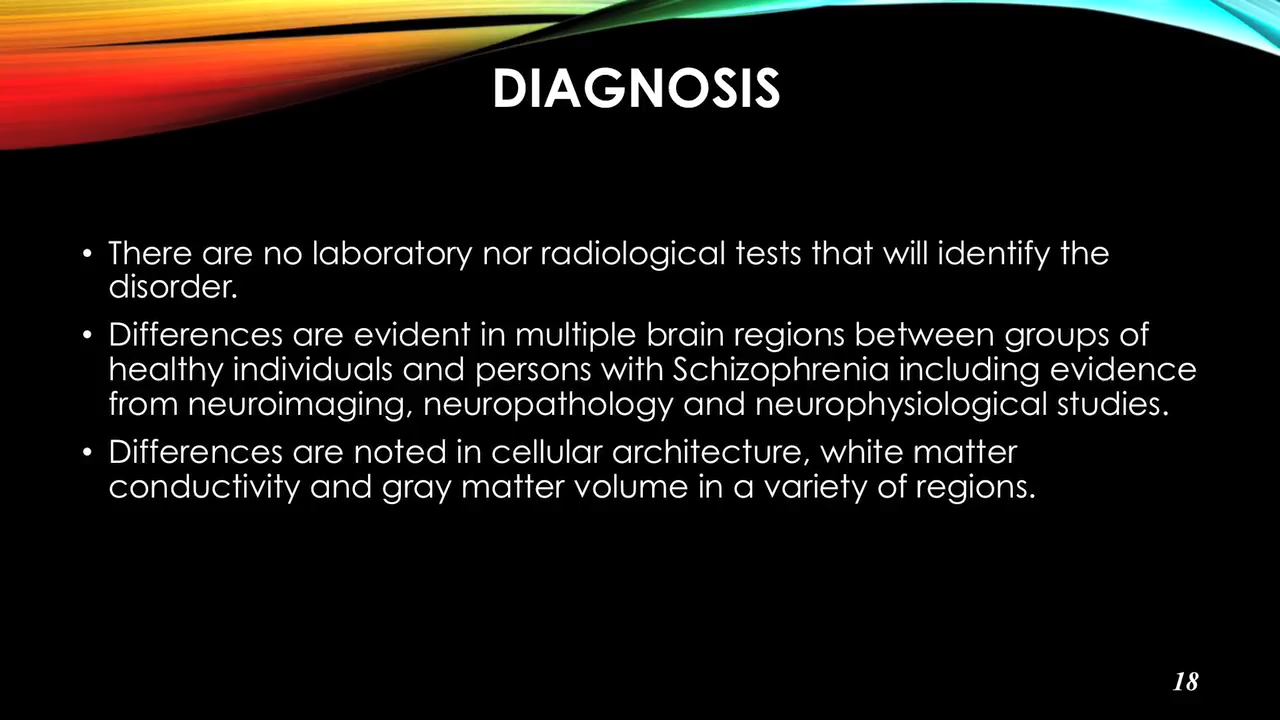 DIAGNOSIS
• There are no laboratory nor radiological tests that will identify the
disorder.
• Differences are evident in multiple brain regions between groups of
healthy individuals and persons with Schizophrenia including evidence
from neuroimaging, neuropathology and neurophysiological studies.
• Differences are noted in cellular architecture, white matter
conductivity and gray matter volume in a variety of regions.
18